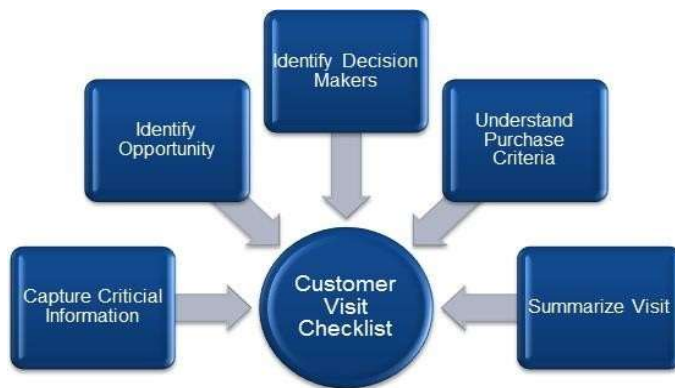 Identify Decision
Makers
Identify
Opportunity
Understand
Purchase
Criteria
Capture Criticial
Information
Customer
Visit
Checklist
Summarize Visit